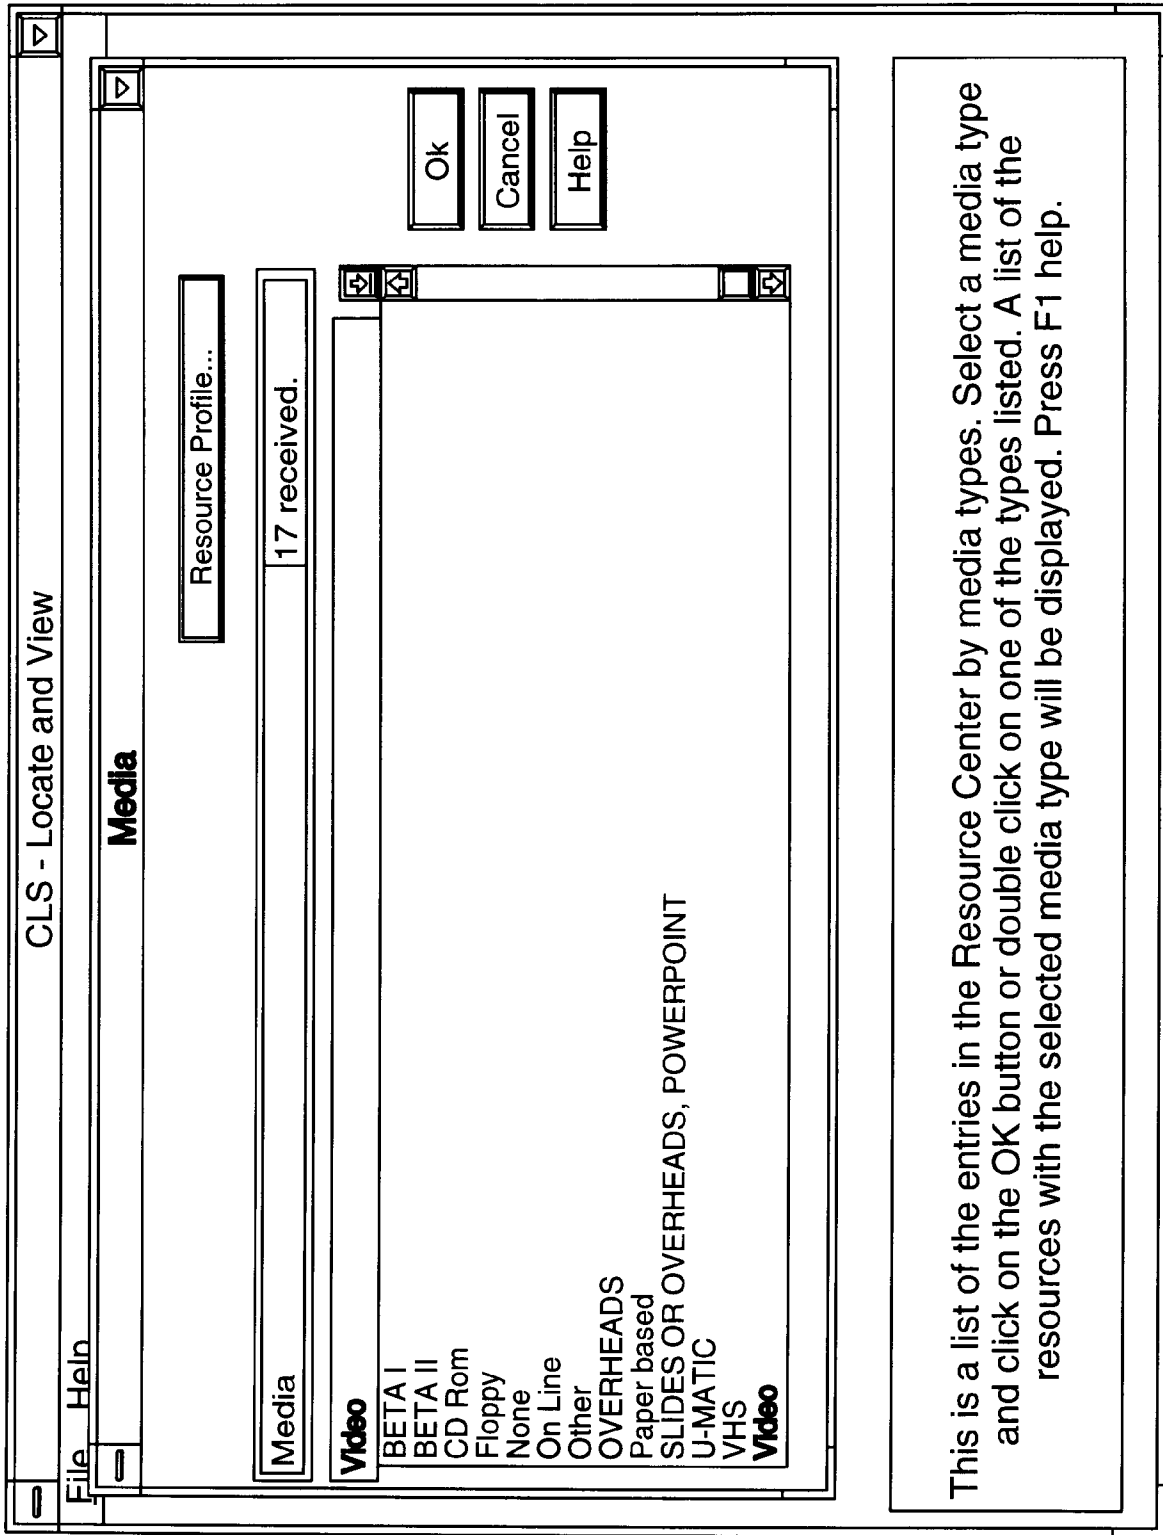 CLS - Locate and View
File Help
Media
Resource Profile...
Media 17 received.
Video
BETA I
BETA II
CD Rom
Floppy
None
On Line
Other
OVERHEADS
Paper based
SLIDES OR OVERHEADS, POWERPOINT
U-MATIC
VHS
Video
Ok
Cancel
Help
This is a list of the entries in the Resource Center by media types. Select a media type
and click on the OK button or double click on one of the types listed. A list of the
resources with the selected media type will be displayed. Press F1 help.